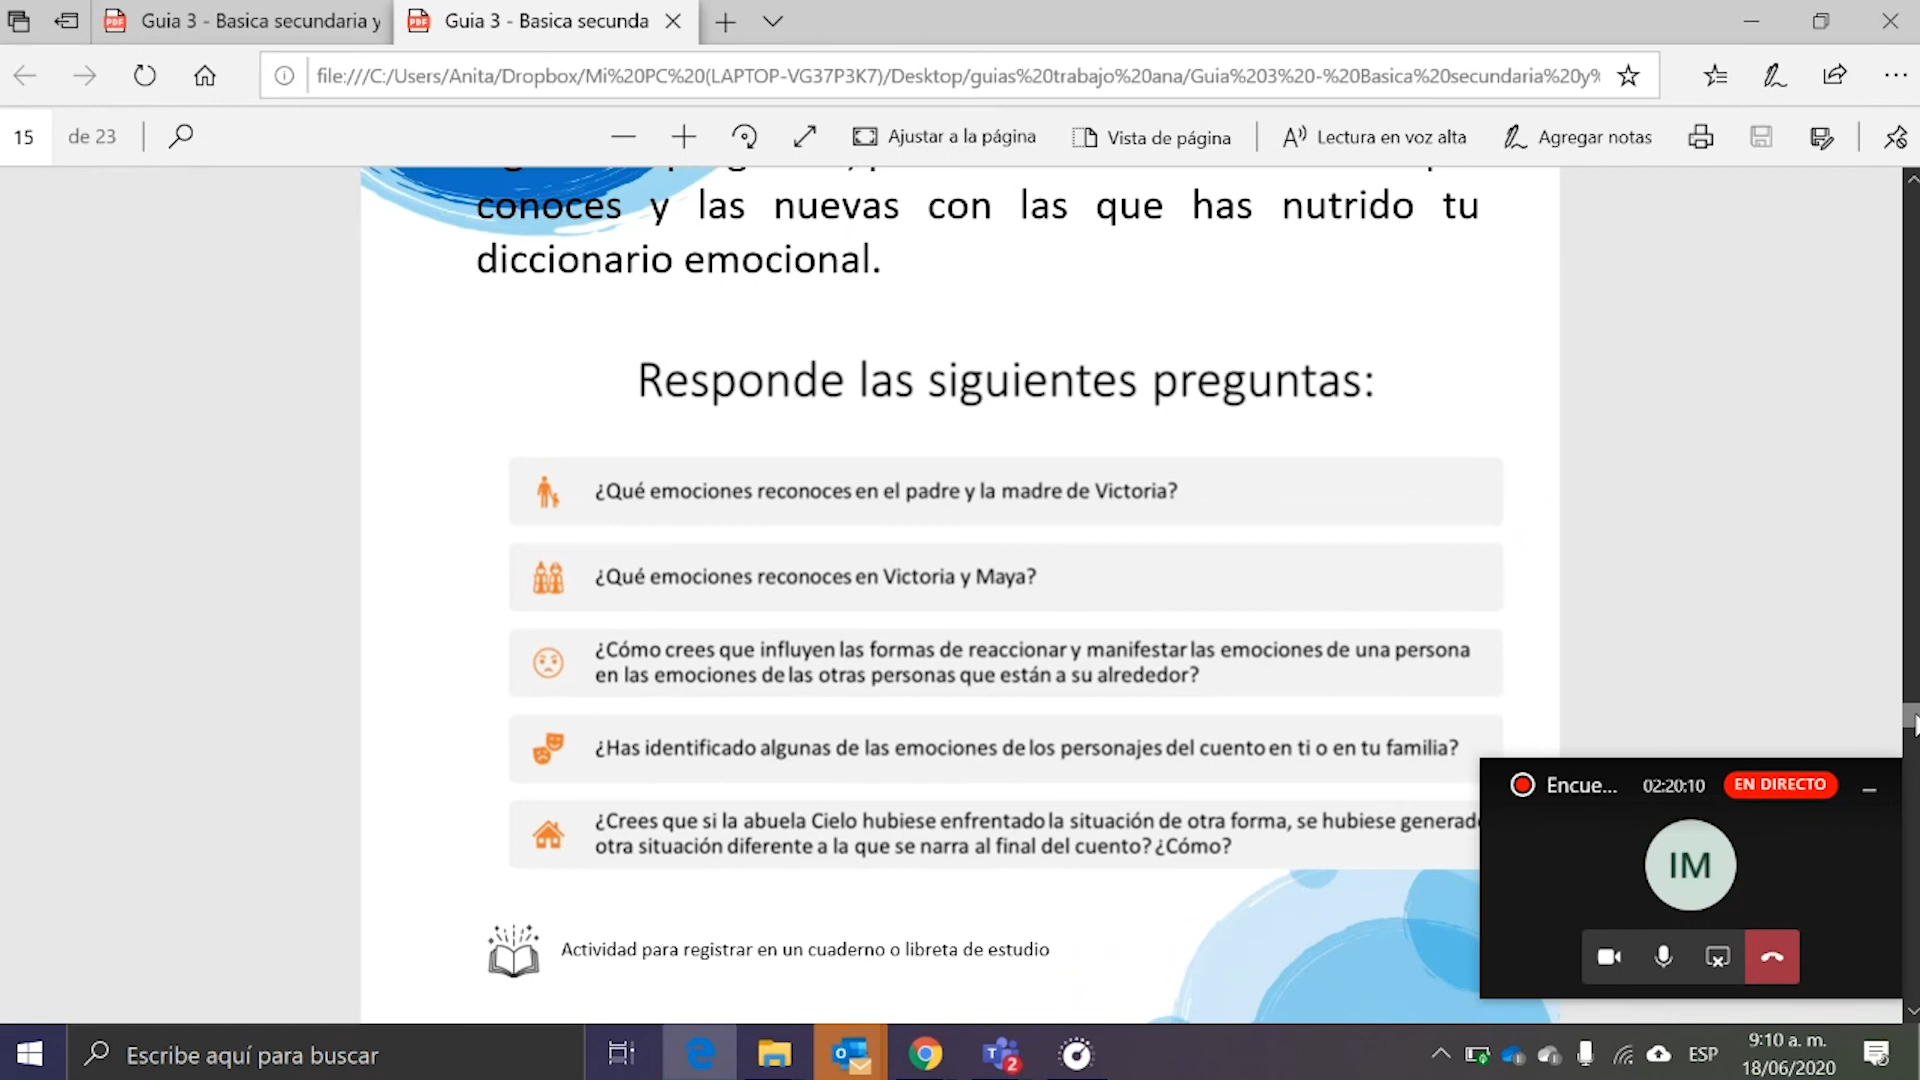 Guia 3 - Basica secundaria y
Guia 3 - Basica secunda
file:///C:/Users/Anita/Dropbox/Mi%20PC%20(LAPTOP-VG37P3K7)/Desktop/guias%20trabajo%20ana/Guia%203%20-%20Basica%20secundaria%20y%
15 de 23
Ajustar a la página
Vista de página
Lectura en voz alta
Agregar notas
conoces y las nuevas con las que has nutrido tu
diccionario emocional.
Responde las siguientes preguntas:
¿Qué emociones reconoces en el padre y la madre de Victoria?
¿Qué emociones reconoces en Victoria y Maya?
¿Cómo crees que influyen las formas de reaccionar y manifestar las emociones de una persona
en las emociones de las otras personas que están a su alrededor?
¿Has identificado algunas de las emociones de los personajes del cuento en ti o en tu familia?
¿Crees que si la abuela Cielo hubiese enfrentado la situación de otra forma, se hubiese generad
otra situación diferente a la que se narra al final del cuento? ¿Cómo?
Actividad para registrar en un cuaderno o libreta de estudio
Encue... 02:20:10 EN DIRECTO
IM
Escribe aquí para buscar
2
ESP
9:10 a. m.
18/06/2020